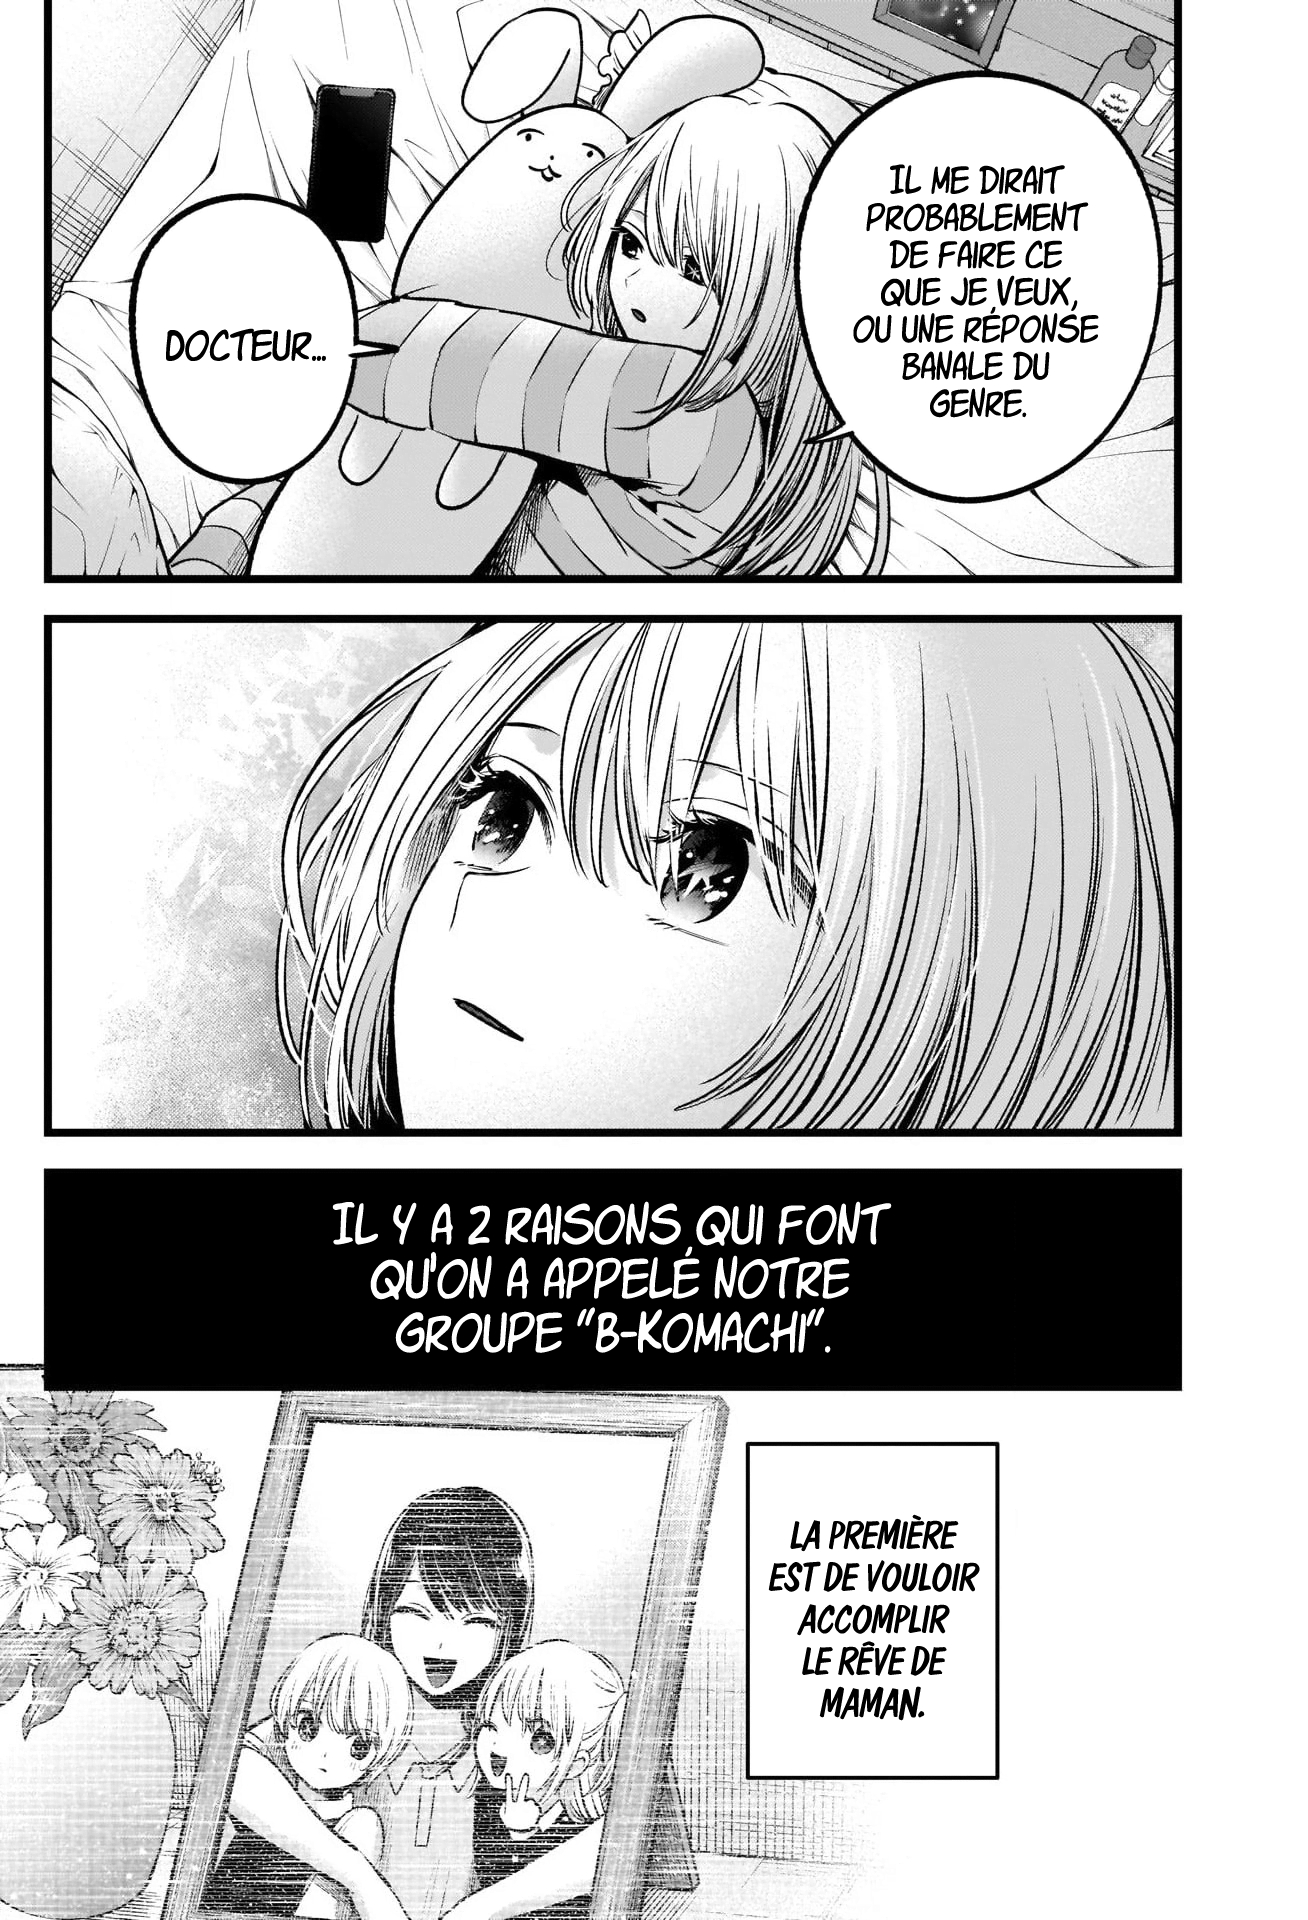 IL ME DIRAIT
PROBABLEMENT
DE FAIRE CE
QUE JE VEUX,
OU UNE RÉPONSE
BANALE DU
GENRE.
DOCTEUR...
IL Y A 2 RAISONS QUI FONT
QU'ON A APPELÉ NOTRE
GROUPE "B-KOMACHI".
LA PREMIÈRE
EST DE VOULOIR
ACCOMPLIR
LE RÊVE DE
MAMAN.